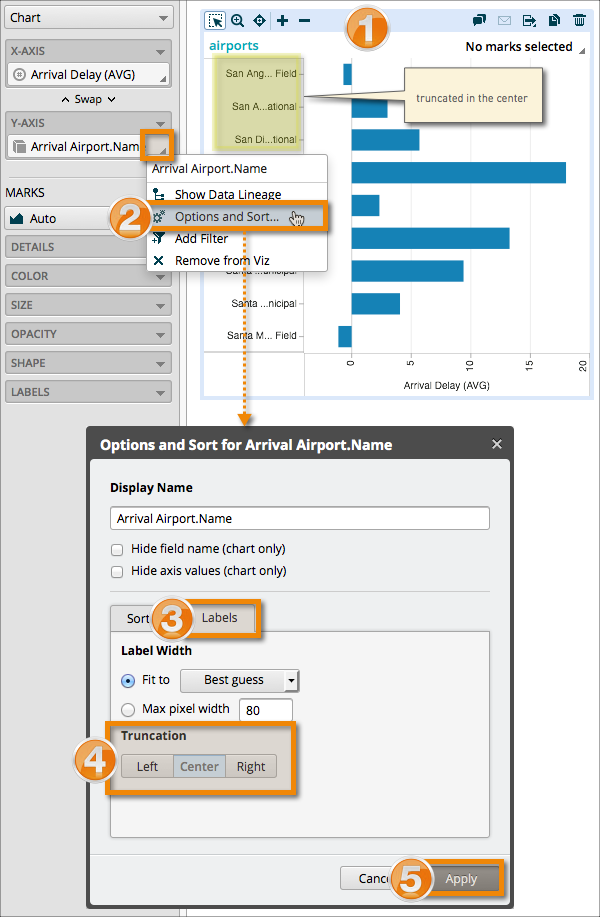 Chart
X-AXIS
Arrival Delay (AVG)
Swap
Y-AXIS
Arrival Airport.Name
MARKS
Auto
DETAILS
COLOR
SIZE
OPACITY
SHAPE
LABELS
1
airports
No marks selected
San Ang... Field
San A...ational
San Di...tional
truncated in the center
Arrival Airport.Name
Show Data Lineage
2
Options and Sort...
Add Filter
Remove from Viz
Santa ...nicipal
Santa M... Field
0
5
10
15
20
Arrival Delay (AVG)
Options and Sort for Arrival Airport.Name
Display Name
Arrival Airport.Name
Hide field name (chart only)
Hide axis values (chart only)
Sort
3
Labels
Label Width
Fit to
Best guess
Max pixel width
80
4
Truncation
Left
Center
Right
5
Apply